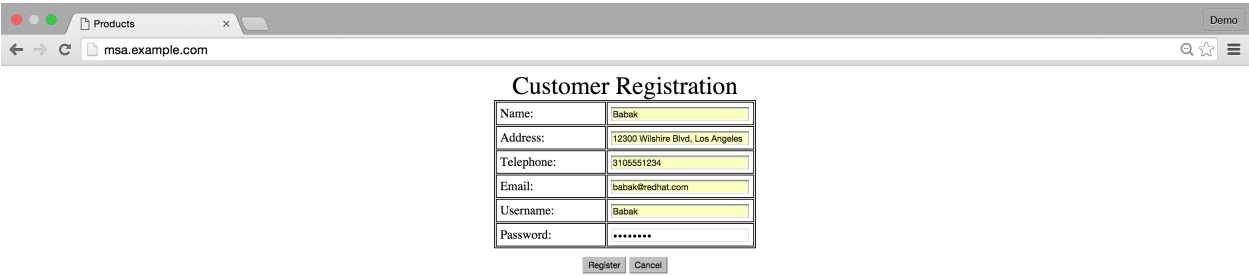 Products
Demo
msa.example.com
Customer Registration
Name: Babak
Address: 12300 Wilshire Blvd, Los Angeles
Telephone: 3105551234
Email: babak@redhat.com
Username: Babak
Password: ••••••••
Register Cancel